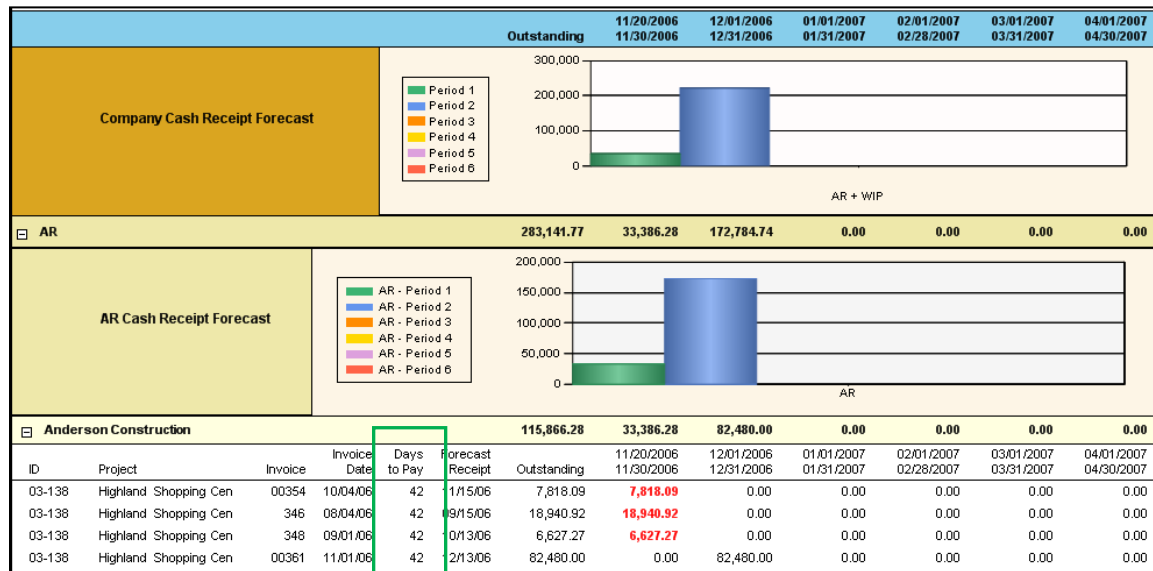 11/20/2006 12/01/2006 01/01/2007 02/01/2007 03/01/2007 04/01/2007
Outstanding 11/30/2006 12/31/2006 01/31/2007 02/28/2007 03/31/2007 04/30/2007
Company Cash Receipt Forecast
Period 1
Period 2
Period 3
Period 4
Period 5
Period 6
300,000
200,000
100,000
0
AR + WIP
AR 283,141.77 33,386.28 172,784.74 0.00 0.00 0.00 0.00
AR Cash Receipt Forecast
AR - Period 1
AR - Period 2
AR - Period 3
AR - Period 4
AR - Period 5
AR - Period 6
200,000
150,000
100,000
50,000
0
AR
Anderson Construction 115,866.28 33,386.28 82,480.00 0.00 0.00 0.00 0.00
Invoice Days Forecast 11/20/2006 12/01/2006 01/01/2007 02/01/2007 03/01/2007 04/01/2007
ID Project Invoice Date to Pay Receipt Outstanding 11/30/2006 12/31/2006 01/31/2007 02/28/2007 03/31/2007 04/30/2007
03-138 Highland Shopping Cen 00354 10/04/06 42 11/15/06 7,818.09 7,818.09 0.00 0.00 0.00 0.00 0.00
03-138 Highland Shopping Cen 346 08/04/06 42 09/15/06 18,940.92 18,940.92 0.00 0.00 0.00 0.00 0.00
03-138 Highland Shopping Cen 348 09/01/06 42 10/13/06 6,627.27 6,627.27 0.00 0.00 0.00 0.00 0.00
03-138 Highland Shopping Cen 00361 11/01/06 42 12/13/06 82,480.00 0.00 82,480.00 0.00 0.00 0.00 0.00